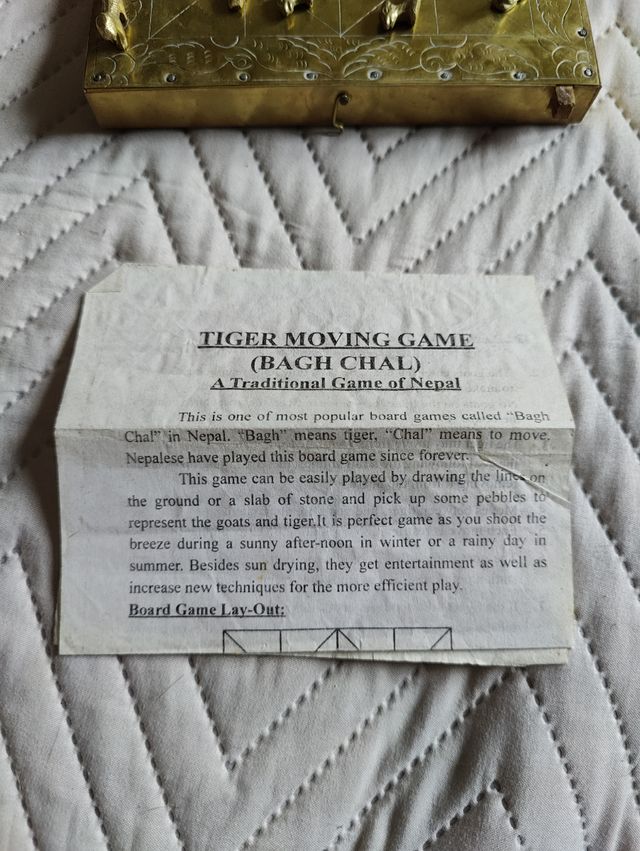 TIGER MOVING GAME
(BAGH CHAL)
A Traditional Game of Nepal
This is one of most popular board games called "Bagh
Chal" in Nepal. "Bagh" means tiger. "Chal" means to move.
Nepalese have played this board game since forever.
This game can be easily played by drawing the lines on
the ground or a slab of stone and pick up some pebbles to
represent the goats and tiger.It is perfect game as you shoot the
breeze during a sunny after-noon in winter or a rainy day in
summer. Besides sun drying, they get entertainment as well as
increase new techniques for the more efficient play.
Board Game Lay-Out: